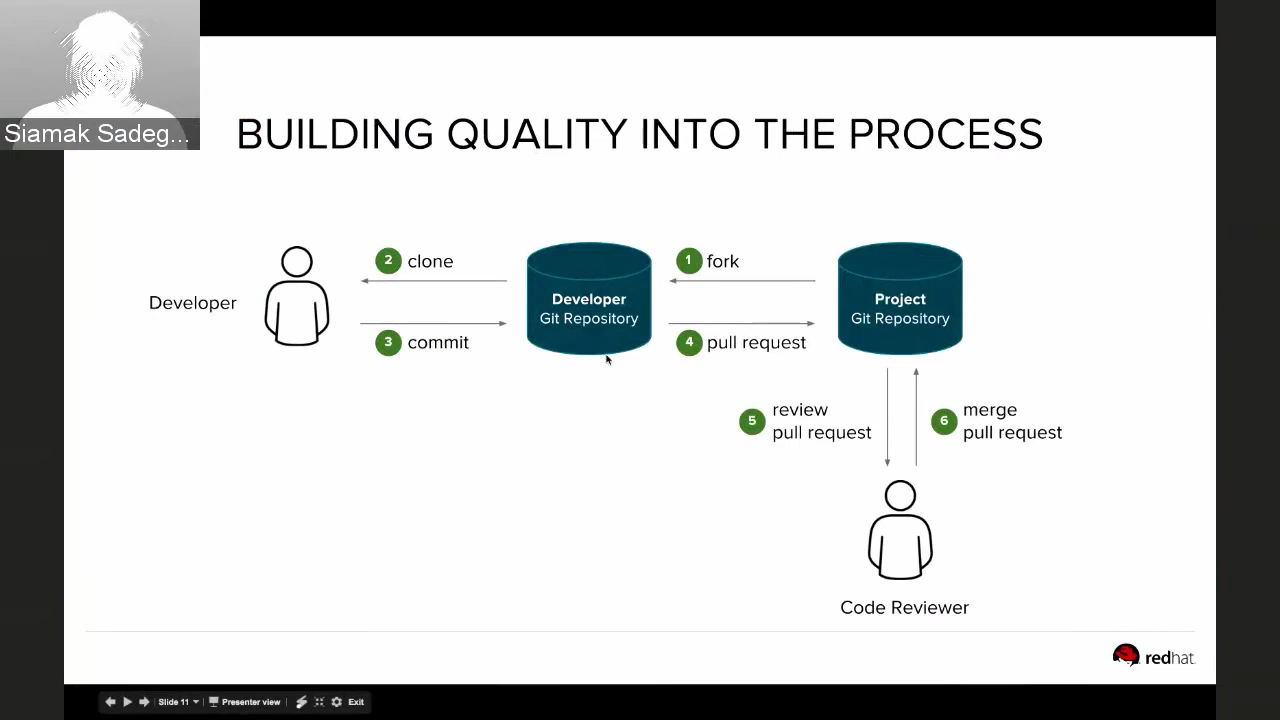 Siamak Sadeg...
BUILDING QUALITY INTO THE PROCESS
Developer
2 clone
3 commit
Developer
Git Repository
1 fork
4 pull request
Project
Git Repository
5 review
pull request
6 merge
pull request
Code Reviewer
redhat.
Slide 11
Presenter view
Exit